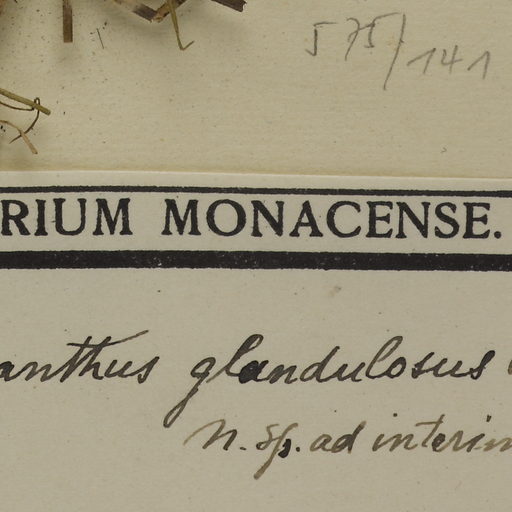 575/141
RIUM MONACENSE.
anthus glandulosus
n. sp. ad interim